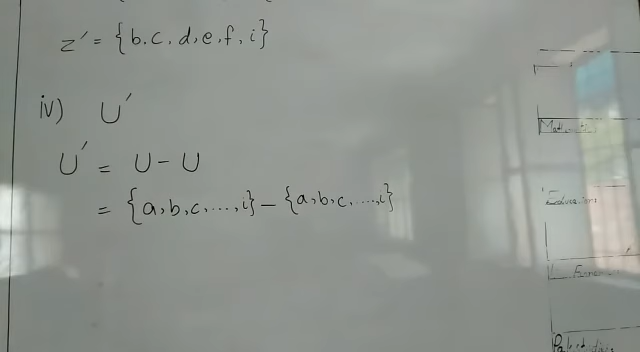 z' = {b, c, d, e, f, i}
iv) U'
U' = U - U
= {a, b, c, ..., i} - {a, b, c, ..., i}